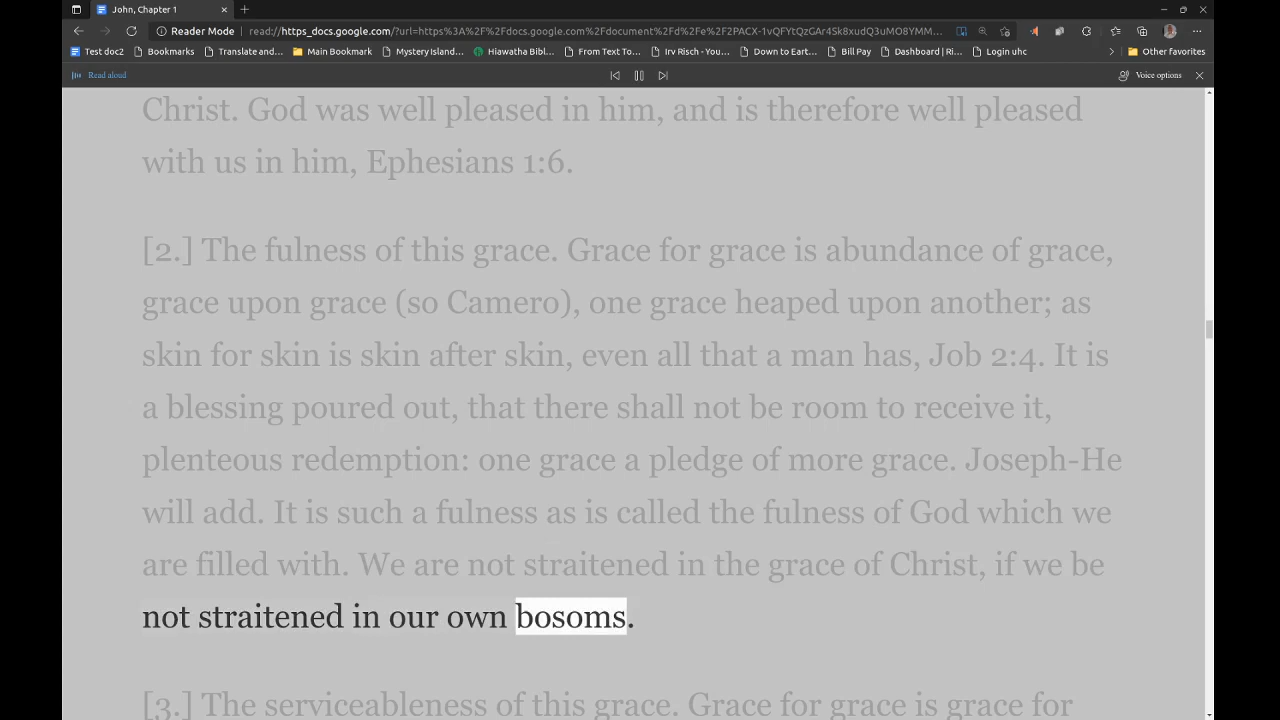 John, Chapter 1
Reader Mode
read://https_docs.google.com/?url=https%3A%2F%2Fdocs.google.com%2Fdocument%2Fd%2Fe%2F2PACX-1vQFYtQzGAr4Sk8xudQ3uMO8YMM...
Test doc2
Bookmarks
Translate and...
Main Bookmark
Mystery Island...
Hiawatha Bibl...
From Text To...
Irv Risch - You...
Down to Eart...
Bill Pay
Dashboard | Ri...
Login uhc
Other favorites
Read aloud
Voice options
Christ. God was well pleased in him, and is therefore well pleased
with us in him, Ephesians 1:6.
[2.] The fulness of this grace. Grace for grace is abundance of grace,
grace upon grace (so Camero), one grace heaped upon another; as
skin for skin is skin after skin, even all that a man has, Job 2:4. It is
a blessing poured out, that there shall not be room to receive it,
plenteous redemption: one grace a pledge of more grace. Joseph-He
will add. It is such a fulness as is called the fulness of God which we
are filled with. We are not straitened in the grace of Christ, if we be
not straitened in our own bosoms.
[3.] The serviceableness of this grace. Grace for grace is grace for